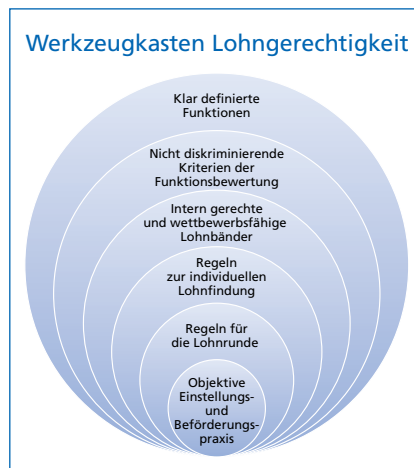 Werkzeugkasten Lohngerechtigkeit
Klar definierte
Funktionen
Nicht diskriminierende
Kriterien der
Funktionsbewertung
Intern gerechte
und wettbewerbsfähige
Lohnbänder
Regeln
zur individuellen
Lohnfindung
Regeln für
die Lohnrunde
Objektive
Einstellungs-
und
Beförderungs-
praxis